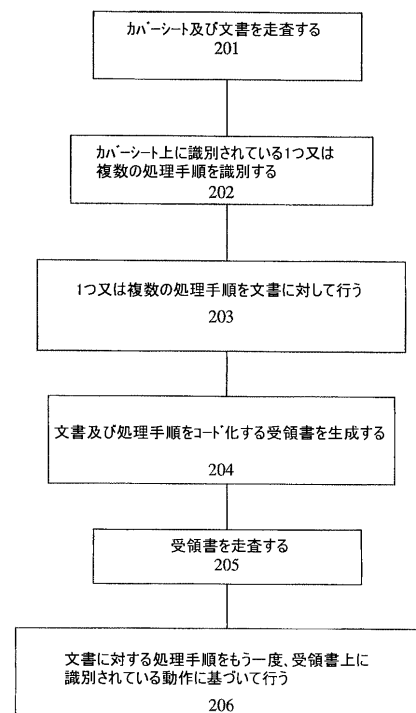 カバーシート及び文書を走査する
201
カバーシート上に識別されている1つ又は
複数の処理手順を識別する
202
1つ又は複数の処理手順を文書に対して行う
203
文書及び処理手順をコード化する受領書を生成する
204
受領書を走査する
205
文書に対する処理手順をもう一度、受領書上に
識別されている動作に基づいて行う
206